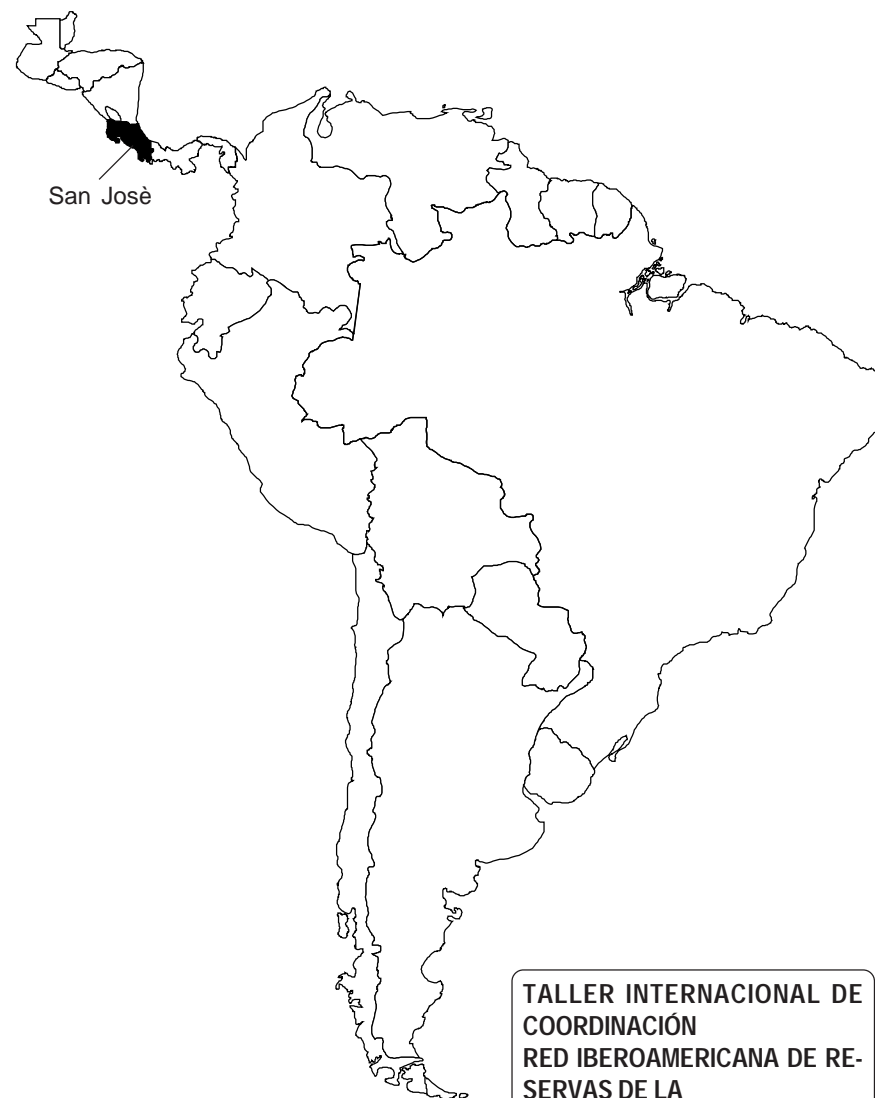 San Josè
TALLER INTERNACIONAL DE
COORDINACIÓN
RED IBEROAMERICANA DE RE-
SERVAS DE LA